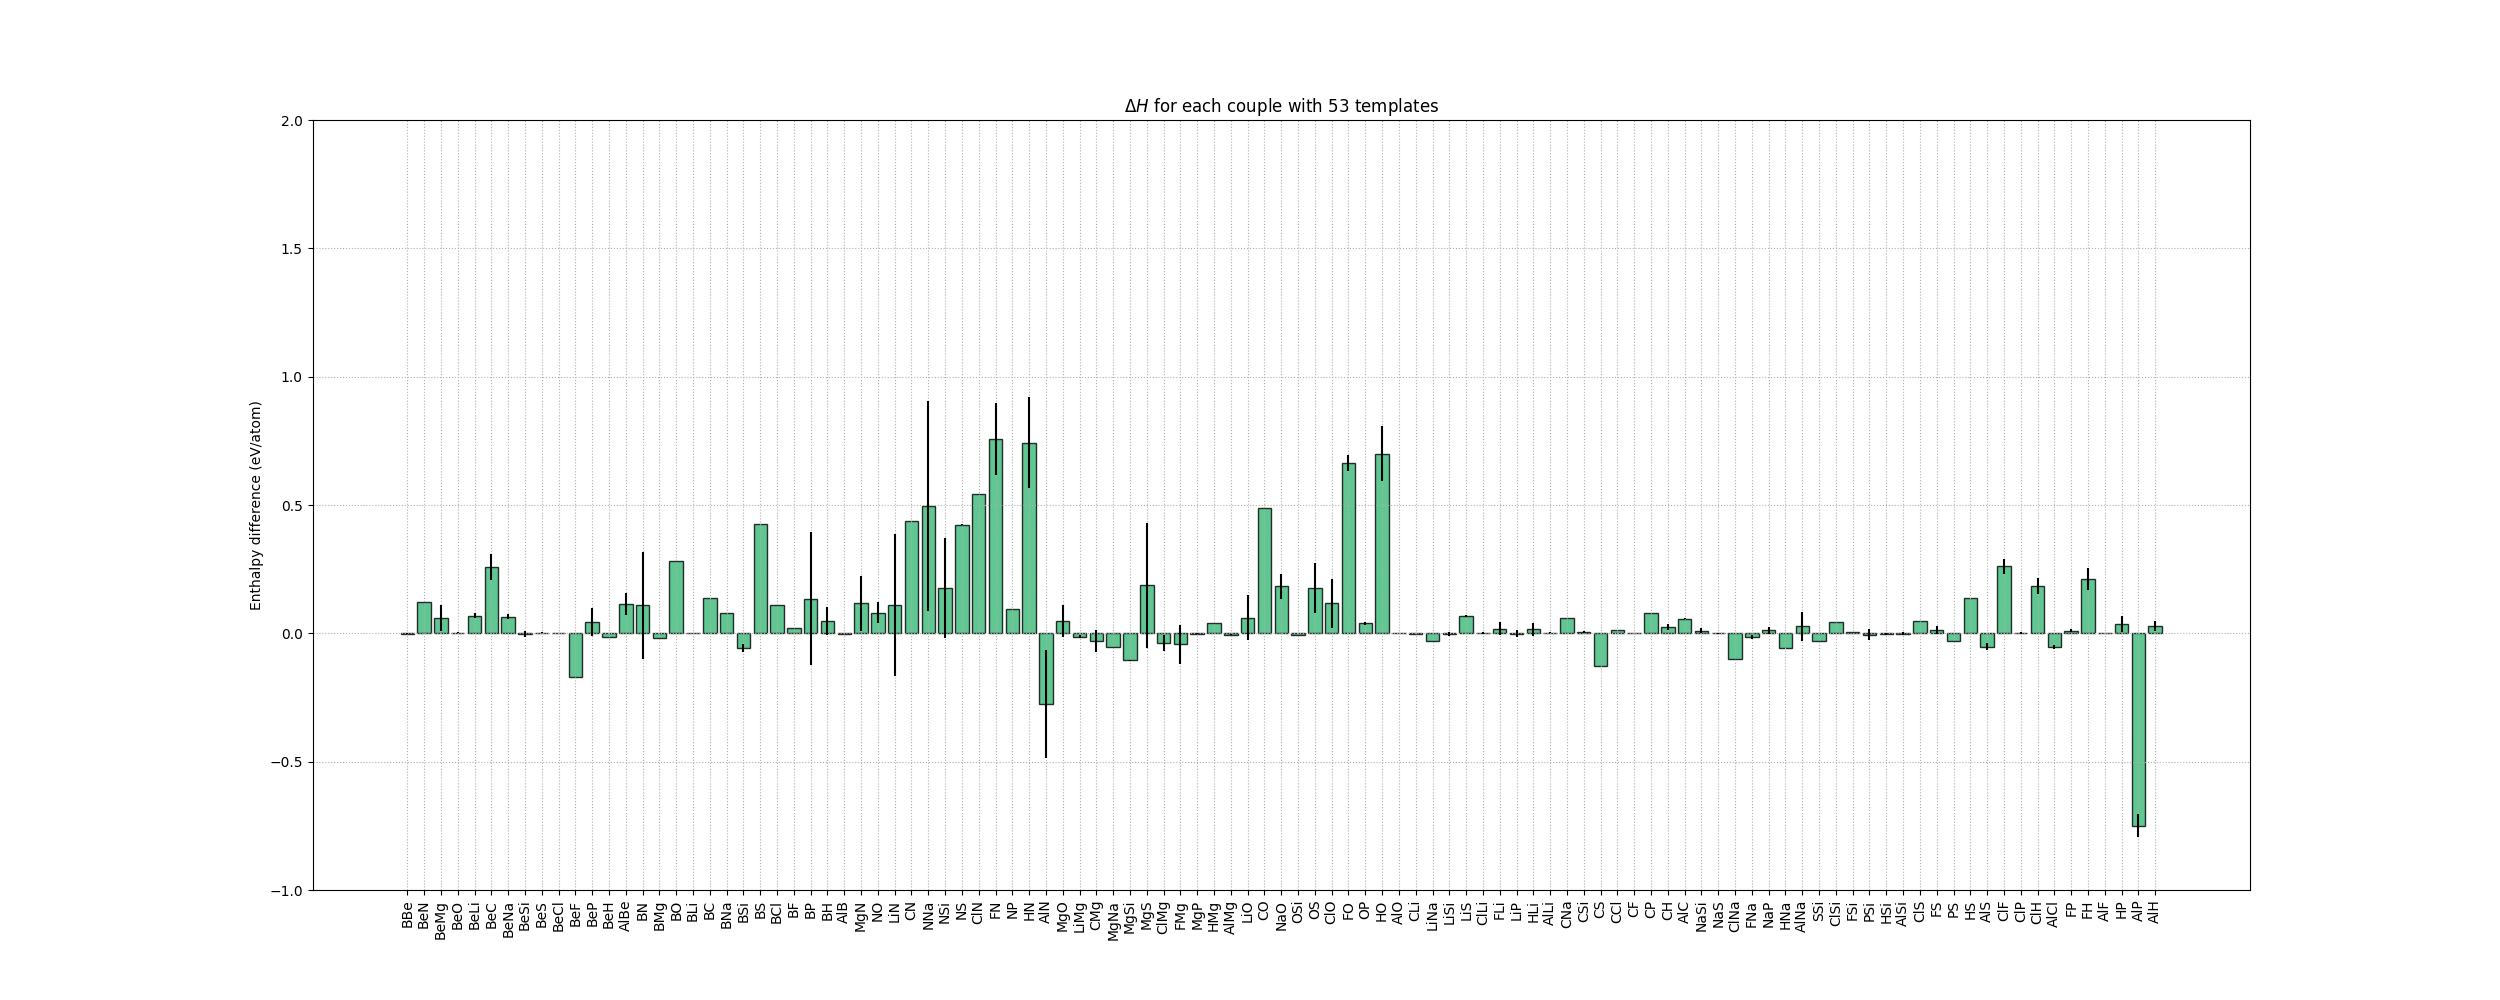 ΔH for each couple with 53 templates
2.0
1.5
1.0
0.5
0.0
−0.5
−1.0
Enthalpy difference (eV/atom)
BBe
BeN
BeMg
BeO
BeLi
BeC
BeNa
BeSi
BeS
BeCl
BeF
BeP
BeH
AlBe
BN
BMg
BO
BLi
BC
BNa
BSi
BS
BCl
BF
BP
BH
AlB
MgN
NO
LiN
CN
NNa
NSi
NS
ClN
FN
NP
HN
AlN
MgO
LiMg
CMg
MgNa
MgSi
MgS
ClMg
FMg
MgP
HMg
AlMg
LiO
CO
NaO
OSi
OS
ClO
FO
OP
HO
AlO
CLi
LiNa
LiSi
LiS
ClLi
FLi
LiP
HLi
AlLi
CNa
CSi
CS
CCl
CF
CP
CH
AlC
NaSi
NaS
ClNa
FNa
NaP
HNa
AlNa
SSi
ClSi
FSi
PSi
HSi
AlSi
ClS
FS
PS
HS
AlS
ClF
ClP
ClH
AlCl
FP
FH
AlF
HP
AlP
AlH